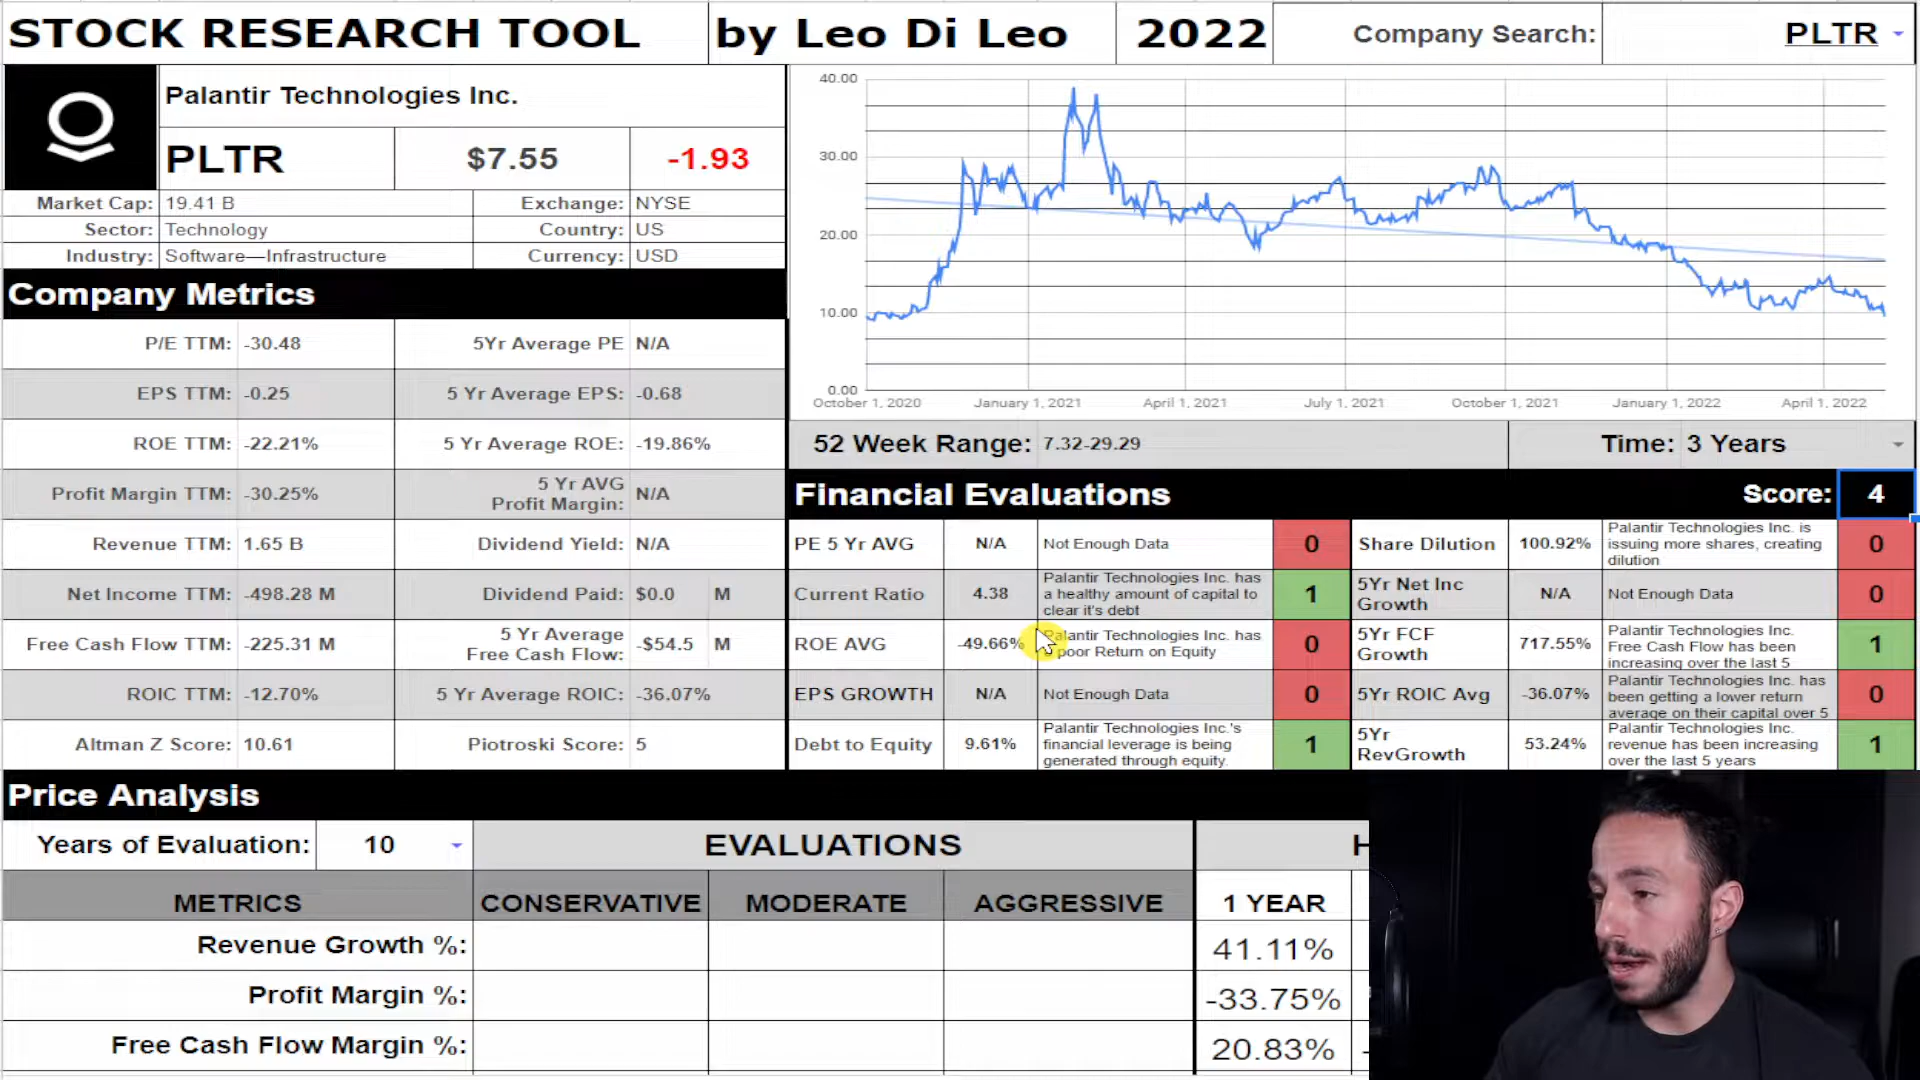 STOCK RESEARCH TOOL by Leo Di Leo 2022 Company Search: PLTR
Palantir Technologies Inc.
PLTR $7.55 -1.93
Market Cap: 19.41 B Exchange: NYSE
Sector: Technology Country: US
Industry: Software—Infrastructure Currency: USD
40.00
30.00
20.00
10.00
0.00
October 1, 2020 January 1, 2021 April 1, 2021 July 1, 2021 October 1, 2021 January 1, 2022 April 1, 2022
52 Week Range: 7.32-29.29 Time: 3 Years
Company Metrics
P/E TTM: -30.48 5Yr Average PE N/A
EPS TTM: -0.25 5 Yr Average EPS: -0.68
ROE TTM: -22.21% 5 Yr Average ROE: -19.86%
Profit Margin TTM: -30.25% 5 Yr AVG
Profit Margin: N/A
Revenue TTM: 1.65 B Dividend Yield: N/A
Net Income TTM: -498.28 M Dividend Paid: $0.0 M
Free Cash Flow TTM: -225.31 M 5 Yr Average
Free Cash Flow: -$54.5 M
ROIC TTM: -12.70% 5 Yr Average ROIC: -36.07%
Altman Z Score: 10.61 Piotroski Score: 5
Financial Evaluations Score: 4
PE 5 Yr AVG N/A Not Enough Data 0
Current Ratio 4.38 Palantir Technologies Inc. has
a healthy amount of capital to
clear it's debt 1
ROE AVG -49.66% Palantir Technologies Inc. has
poor Return on Equity 0
EPS GROWTH N/A Not Enough Data 0
Debt to Equity 9.61% Palantir Technologies Inc.'s
financial leverage is being
generated through equity. 1
Share Dilution 100.92% Palantir Technologies Inc. is
issuing more shares, creating
dilution 0
5Yr Net Inc
Growth N/A Not Enough Data 0
5Yr FCF
Growth 717.55% Palantir Technologies Inc.
Free Cash Flow has been
increasing over the last 5 1
5Yr ROIC Avg -36.07% Palantir Technologies Inc. has
been getting a lower return
average on their capital over 5 0
5Yr
RevGrowth 53.24% Palantir Technologies Inc.
revenue has been increasing
over the last 5 years 1
Price Analysis
Years of Evaluation: 10 EVALUATIONS H
METRICS CONSERVATIVE MODERATE AGGRESSIVE 1 YEAR
Revenue Growth %: 41.11%
Profit Margin %: -33.75%
Free Cash Flow Margin %: 20.83%